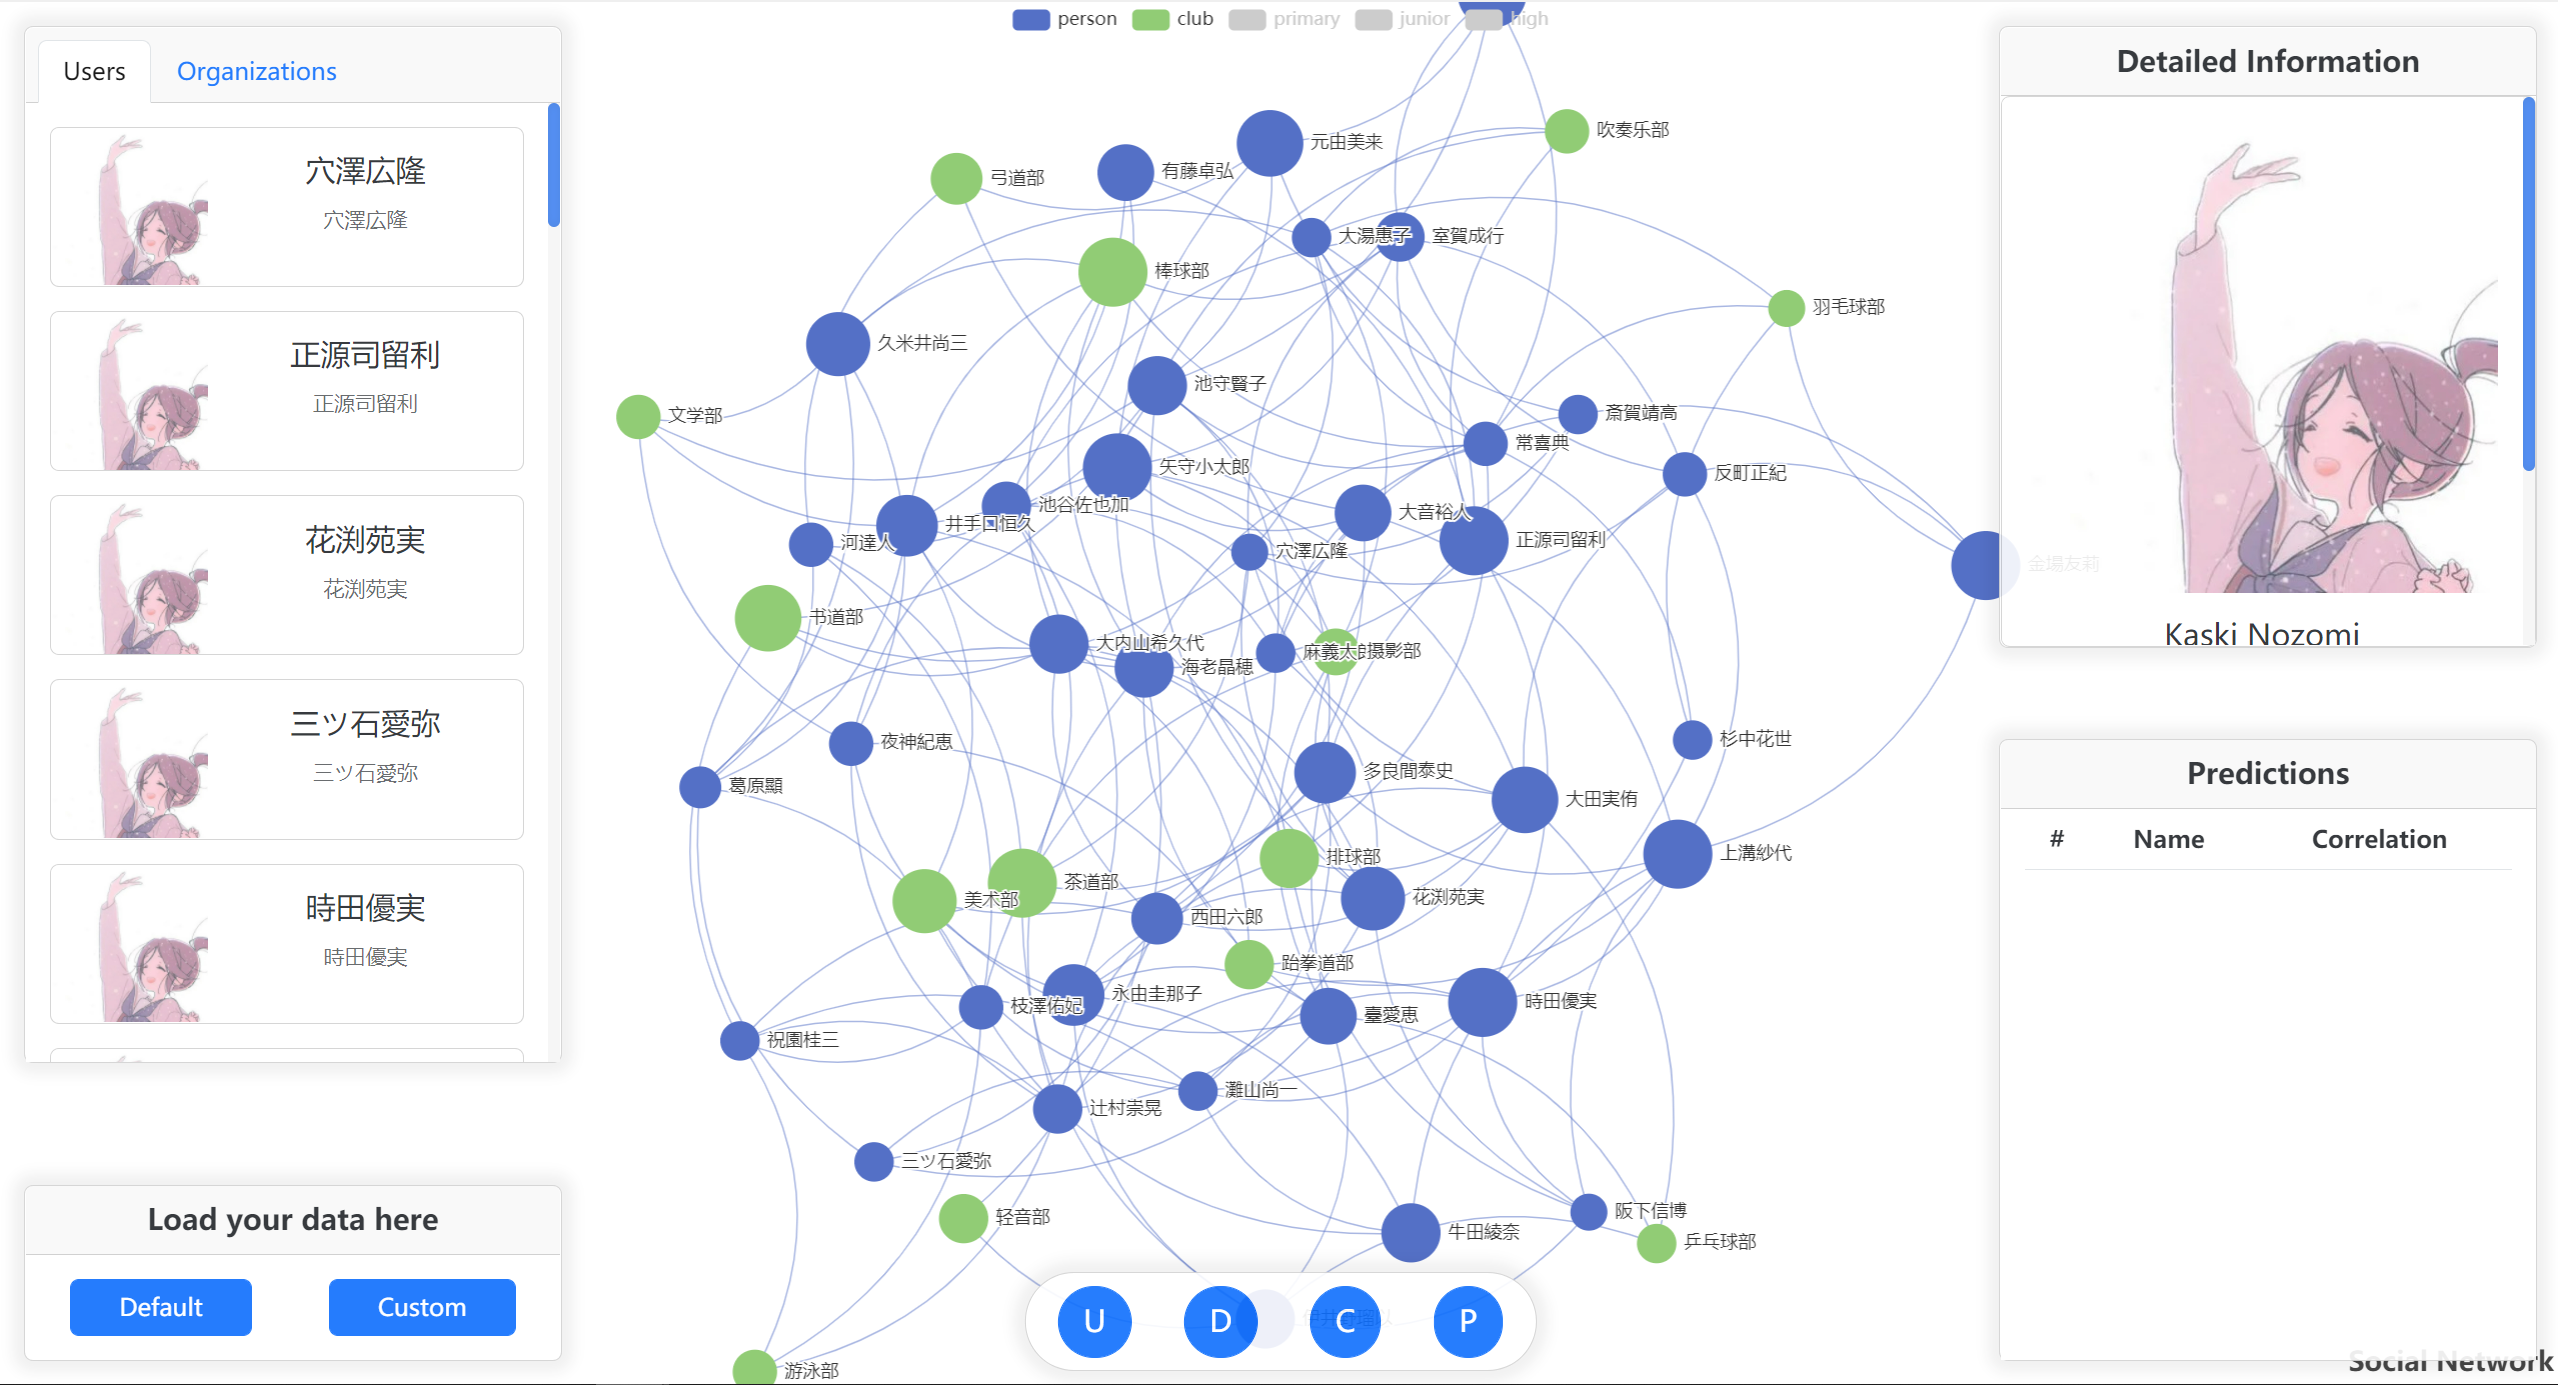 person club primary junior high
Users Organizations
穴澤広隆
穴澤広隆
正源司留利
正源司留利
花渕苑実
花渕苑実
三ツ石愛弥
三ツ石愛弥
時田優実
時田優実
Load your data here
Default Custom
元由美来
吹奏乐部
有藤卓弘
弓道部
大湯恵子
室賀成行
棒球部
羽毛球部
久米井尚三
池守賢子
斎賀靖高
文学部
常喜典
矢守小太郎
反町正紀
池谷佐也加
大音裕人
井手口恒久
正源司留利
河達人
穴澤広隆
金場友莉
书道部
大内山希久代
麻義太郎
摄影部
海老晶穂
杉中花世
夜神紀恵
多良間泰史
葛原顯
大田実侑
上溝紗代
排球部
茶道部
花渕苑実
美术部
西田六郎
跆拳道部
永由圭那子
時田優実
枝澤佑妃
臺愛恵
祝園桂三
灘山尚一
辻村崇晃
三ツ石愛弥
阪下信博
轻音部
牛田綾奈
乒乓球部
游泳部
U D C P
Detailed Information
Kaski Nozomi
Predictions
# Name Correlation
Social Network